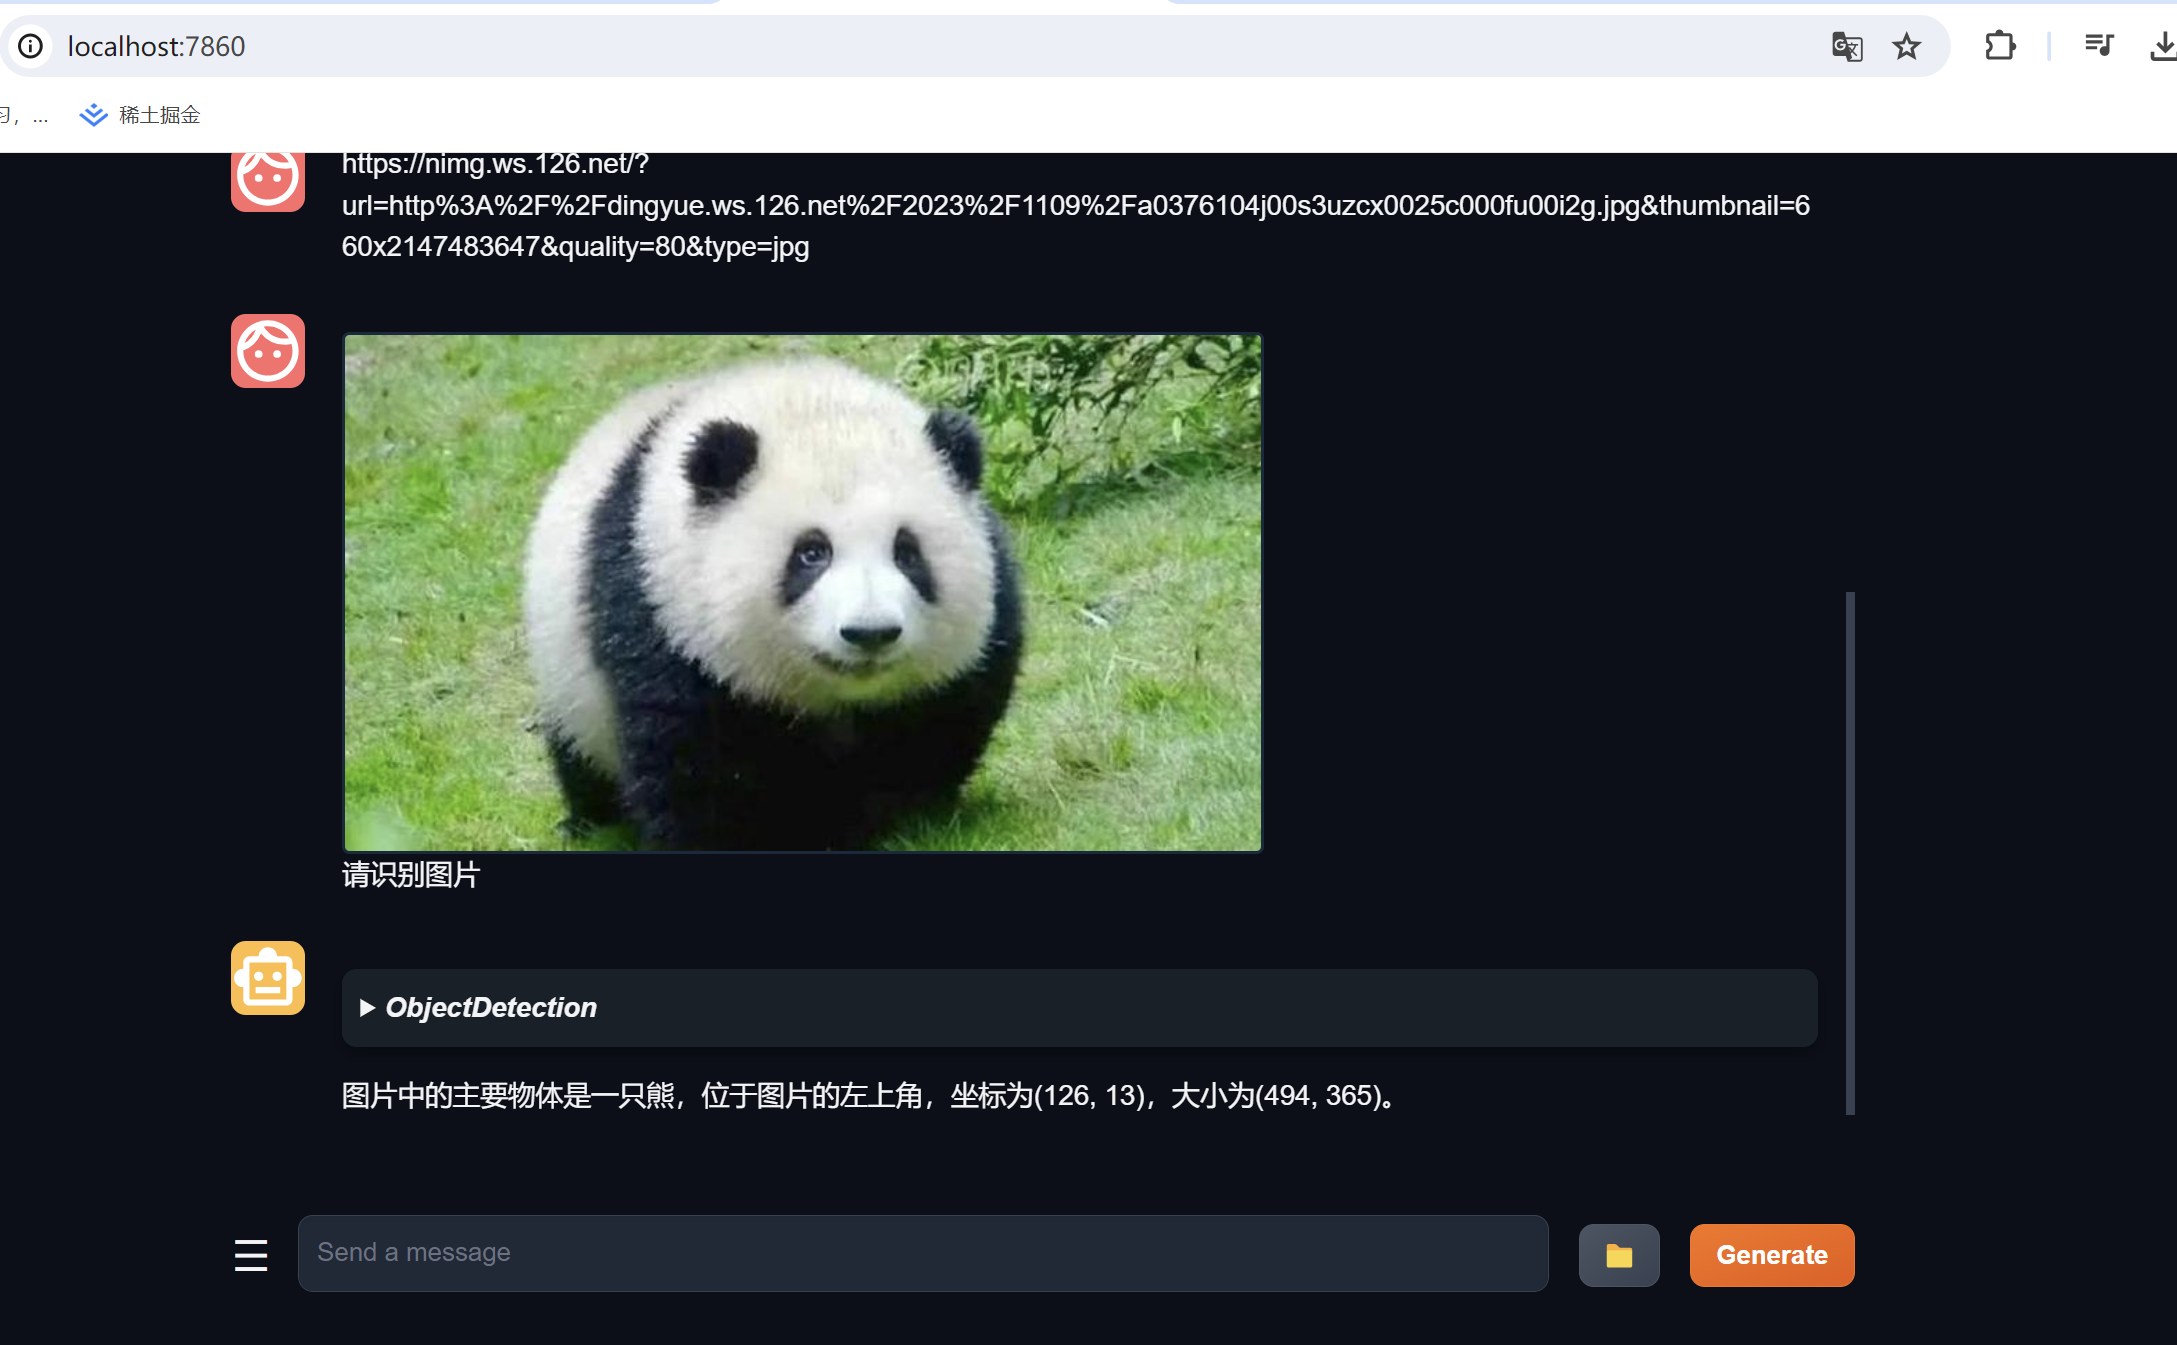 localhost:7860
习，...
稀土掘金
https://nimg.ws.126.net/?
url=http%3A%2F%2Fdingyue.ws.126.net%2F2023%2F1109%2Fa0376104j00s3uzcx0025c000fu00i2g.jpg&thumbnail=6
60x2147483647&quality=80&type=jpg
请识别图片
ObjectDetection
图片中的主要物体是一只熊，位于图片的左上角，坐标为(126, 13)，大小为(494, 365)。
Send a message
Generate